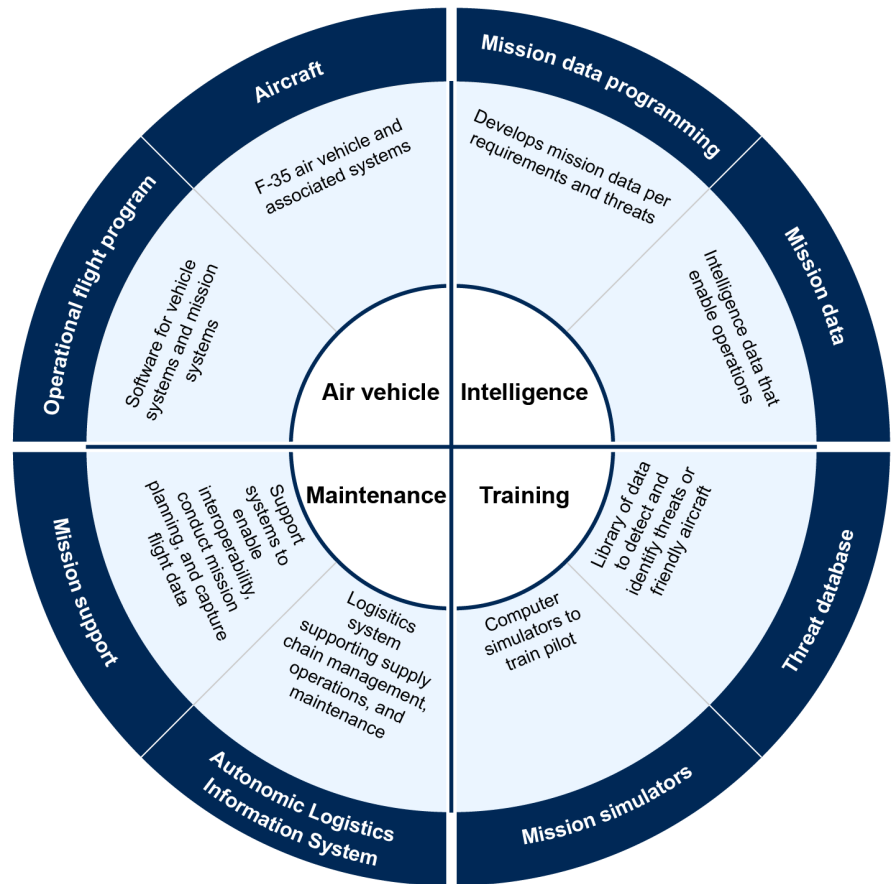 Aircraft
F-35 air vehicle and
associated systems
Operational flight program
Software for vehicle
systems and mission
systems
Air vehicle
Mission data programming
Develops mission data per
requirements and threats
Mission data
Intelligence data that
enable operations
Intelligence
Maintenance
Mission support
Support
systems to
enable
interoperability,
conduct mission
planning, and capture
flight data
Autonomic Logistics
Information System
Logisitics
system
supporting supply
chain management,
operations, and
maintenance
Training
Threat database
Library of data
to detect and
identify threats or
friendly aircraft
Mission simulators
Computer
simulators to
train pilot